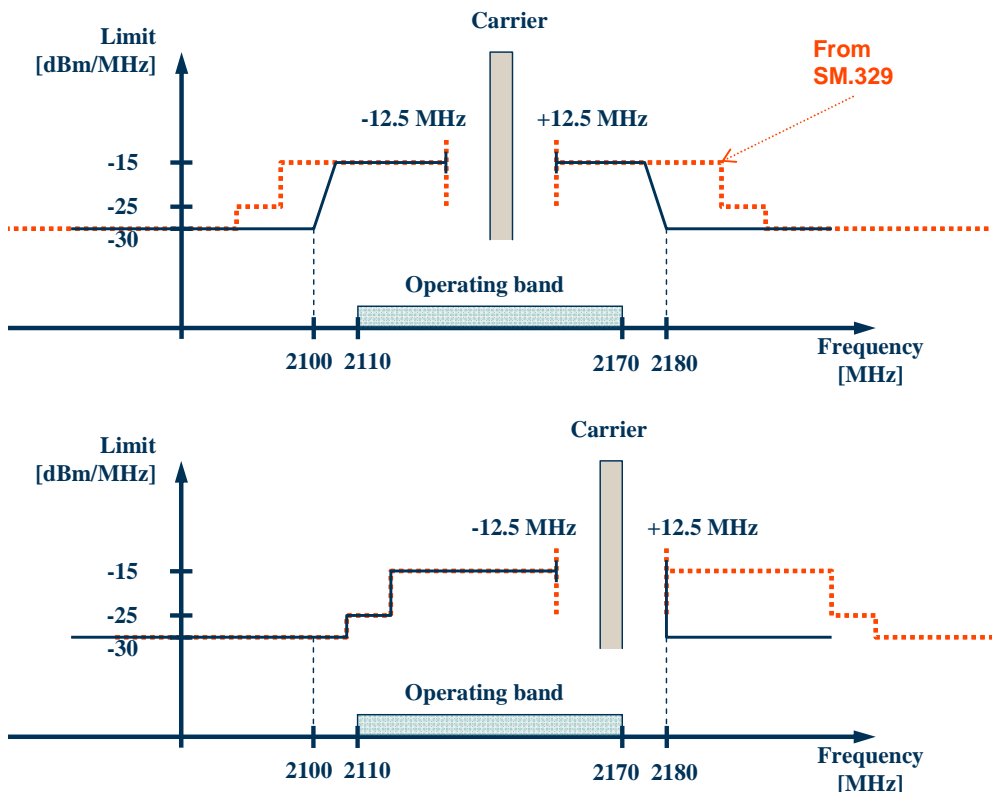 Carrier
Limit
[dBm/MHz]
From
SM.329
-12.5 MHz
+12.5 MHz
-15
-25
-30
Operating band
2100
2110
2170
2180
Frequency
[MHz]
Carrier
Limit
[dBm/MHz]
-12.5 MHz
+12.5 MHz
-15
-25
-30
Operating band
2100
2110
2170
2180
Frequency
[MHz]